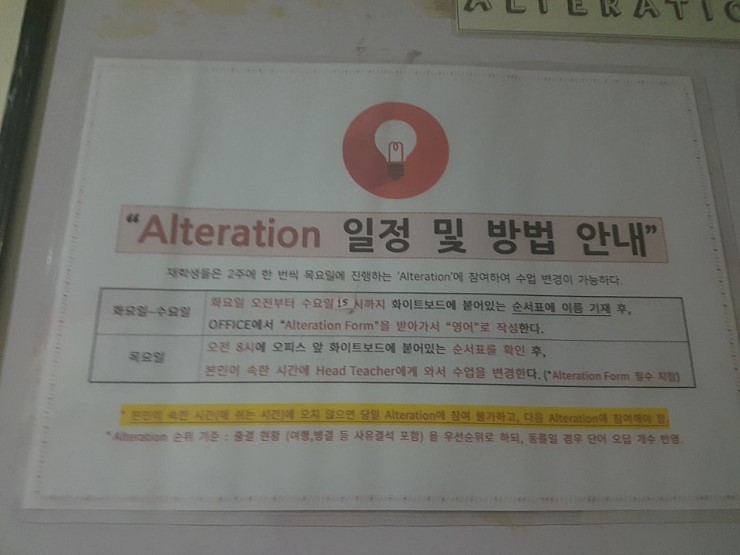 ALTERATIO
“Alteration 일정 및 방법 안내”
재학생들은 2주에 한 번씩 목요일에 진행하는 'Alteration'에 참여하여 수업 변경이 가능하다.
화요일~수요일
화요일 오전부터 수요일 15시까지 화이트보드에 붙어있는 순서표에 이름 기재 후,
OFFICE에서 “Alteration Form”을 받아가서 “영어”로 작성한다.
목요일
오전 8시에 오피스 앞 화이트보드에 붙어있는 순서표를 확인 후,
본인이 속한 시간에 Head Teacher에게 와서 수업을 변경한다. (*Alteration Form 필수 지참)
* 본인이 속한 시간(매 쉬는 시간)에 오지 않으면 당일 Alteration에 참여 불가하고, 다음 Alteration에 참여해야 함.
* Alteration 순위 기준 : 출결 현황 (여행,병결 등 사유결석 포함) 을 우선순위로 하되, 동률일 경우 단어 오답 개수 반영.